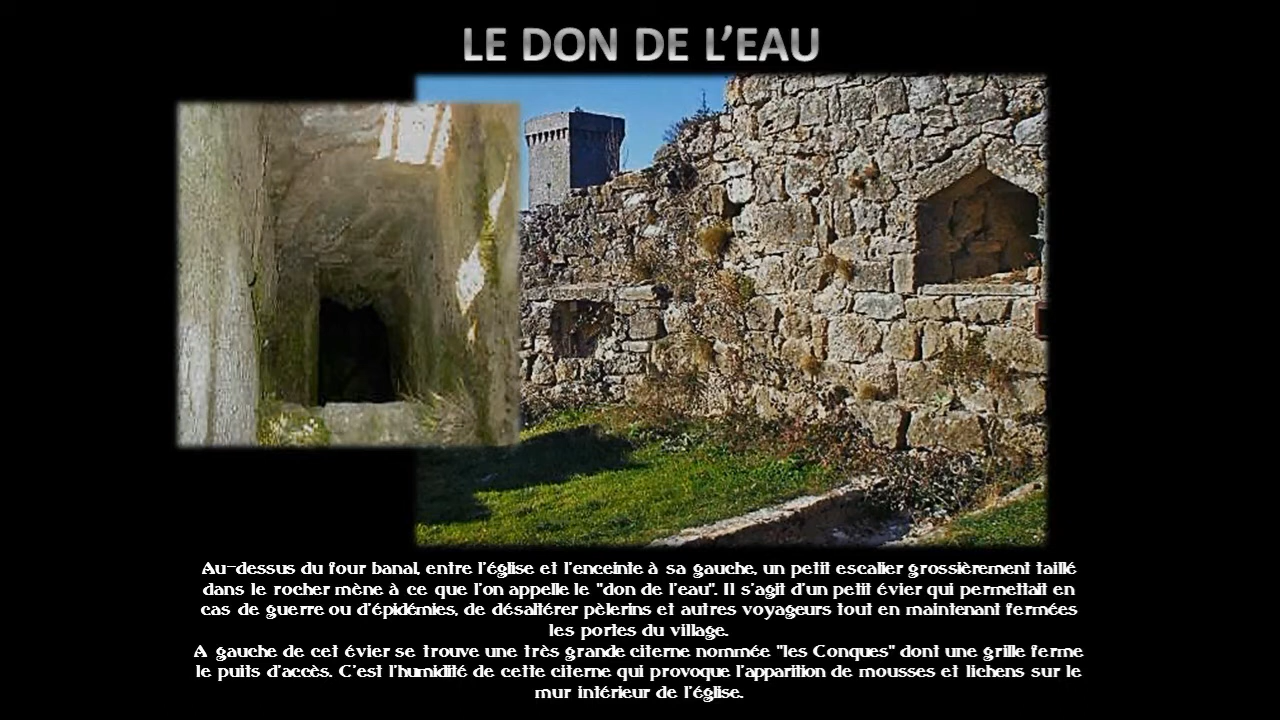 LE DON DE L’EAU
Au-dessus du four banal, entre l'église et l'enceinte à sa gauche, un petit escalier grossièrement taillé
dans le rocher mène à ce que l'on appelle le "don de l'eau". Il s'agit d'un petit évier qui permettait en
cas de guerre ou d'épidémies, de désaltérer pèlerins et autres voyageurs tout en maintenant fermées
les portes du village.
A gauche de cet évier se trouve une très grande citerne nommée "les Conques" dont une grille ferme
le puits d'accès. C'est l'humidité de cette citerne qui provoque l'apparition de mousses et lichens sur le
mur intérieur de l'église.